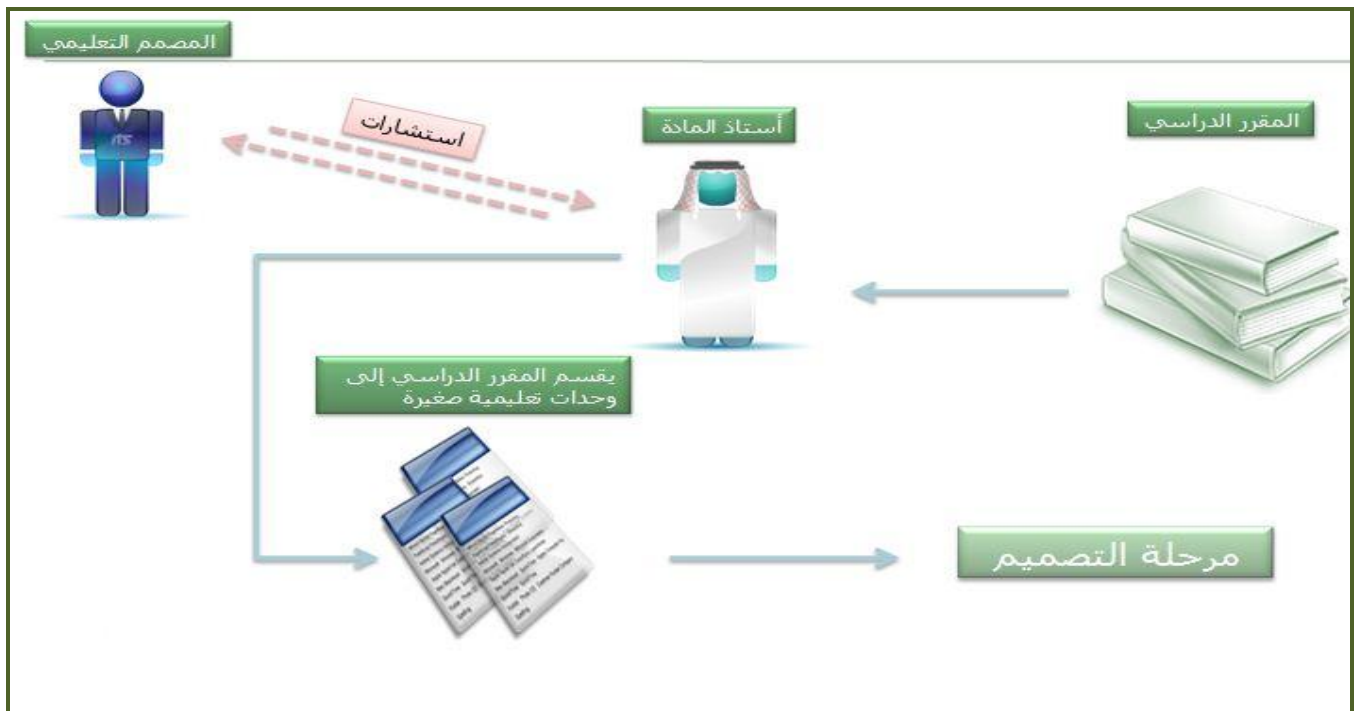 المصمم التعليمي
استشارات
أستاذ المادة
المقرر الدراسي
يقسم المقرر الدراسي إلى
وحدات تعليمية صغيرة
مرحلة التصميم